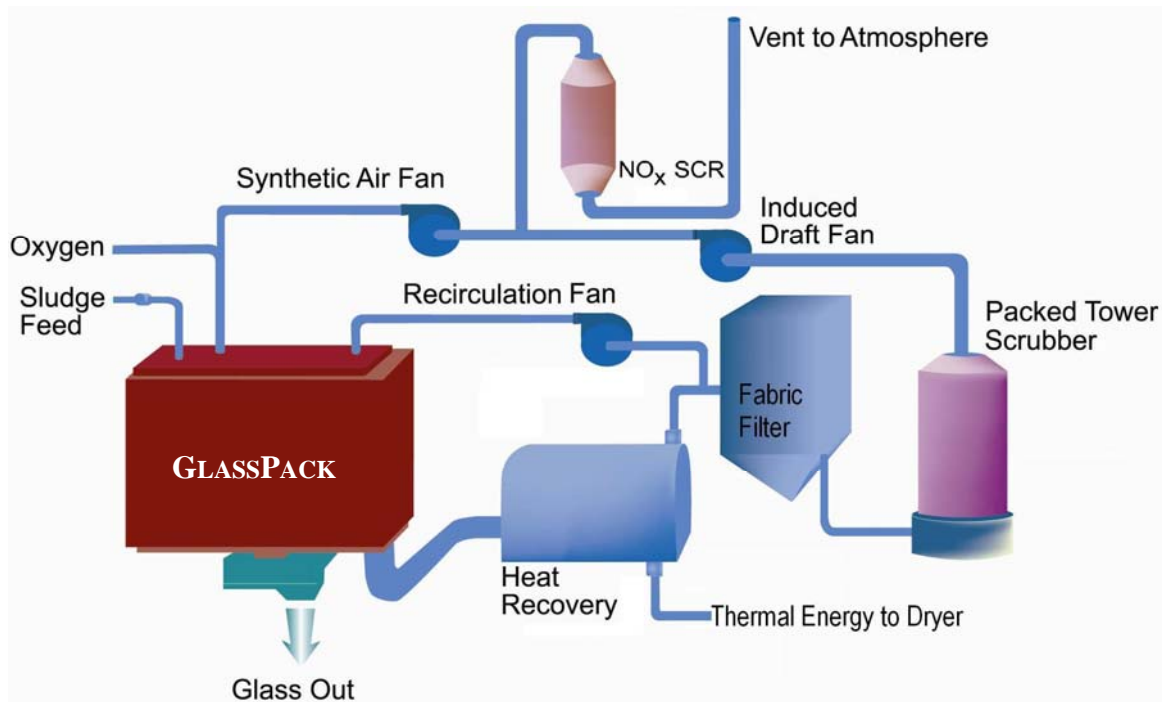 Vent to Atmosphere
NOx SCR
Synthetic Air Fan
Induced
Draft Fan
Oxygen
Sludge
Feed
Recirculation Fan
Packed Tower
Scrubber
Fabric
Filter
GLASSPACK
Heat
Recovery
Thermal Energy to Dryer
Glass Out